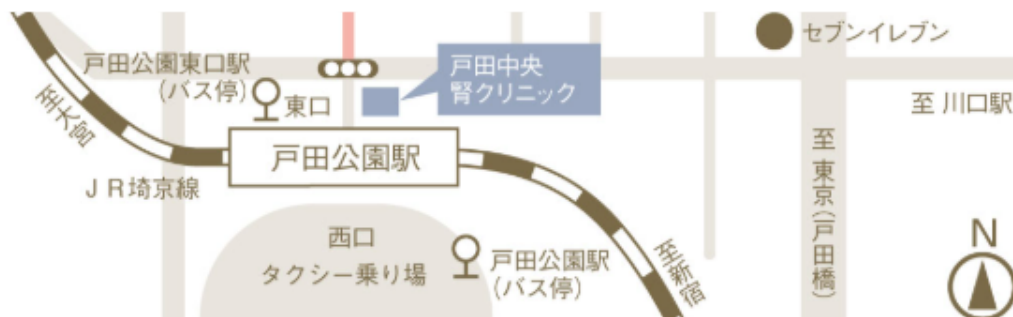 セブンイレブン
戸田公園東口駅
(バス停)
戸田中央
腎クリニック
東口
至 川口駅
至大宮
戸田公園駅
JR埼京線
至 東京(戸田橋)
西口
タクシー乗り場
戸田公園駅
(バス停)
至新宿
N